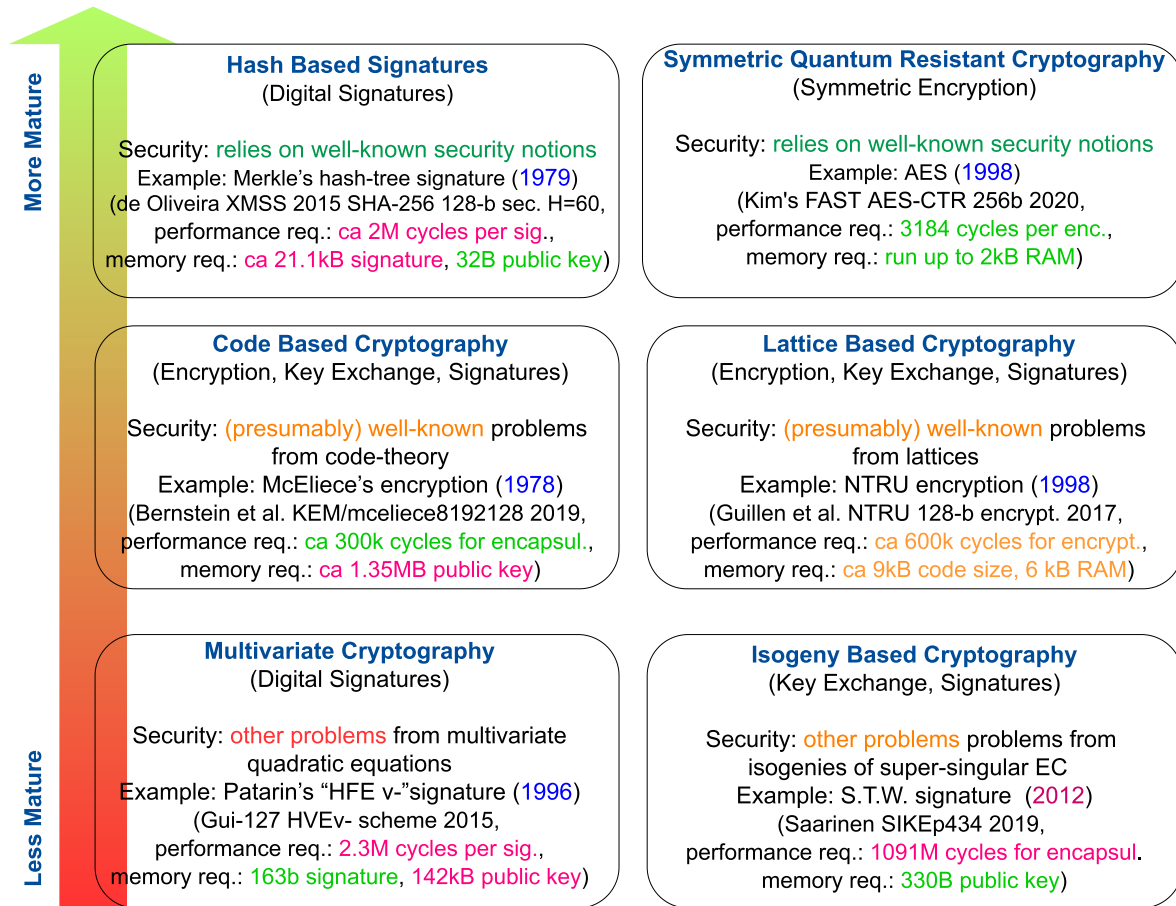 More Mature
Less Mature
Hash Based Signatures
(Digital Signatures)
Security: relies on well-known security notions
Example: Merkle's hash-tree signature (1979)
(de Oliveira XMSS 2015 SHA-256 128-b sec. H=60,
performance req.: ca 2M cycles per sig.,
memory req.: ca 21.1kB signature, 32B public key)
Symmetric Quantum Resistant Cryptography
(Symmetric Encryption)
Security: relies on well-known security notions
Example: AES (1998)
(Kim's FAST AES-CTR 256b 2020,
performance req.: 3184 cycles per enc.,
memory req.: run up to 2kB RAM)
Code Based Cryptography
(Encryption, Key Exchange, Signatures)
Security: (presumably) well-known problems
from code-theory
Example: McEliece's encryption (1978)
(Bernstein et al. KEM/mceliece8192128 2019,
performance req.: ca 300k cycles for encapsul.,
memory req.: ca 1.35MB public key)
Lattice Based Cryptography
(Encryption, Key Exchange, Signatures)
Security: (presumably) well-known problems
from lattices
Example: NTRU encryption (1998)
(Guillen et al. NTRU 128-b encrypt. 2017,
performance req.: ca 600k cycles for encrypt.,
memory req.: ca 9kB code size, 6 kB RAM)
Multivariate Cryptography
(Digital Signatures)
Security: other problems from multivariate
quadratic equations
Example: Patarin's “HFE v-”signature (1996)
(Gui-127 HVEv- scheme 2015,
performance req.: 2.3M cycles per sig.,
memory req.: 163b signature, 142kB public key)
Isogeny Based Cryptography
(Key Exchange, Signatures)
Security: other problems problems from
isogenies of super-singular EC
Example: S.T.W. signature (2012)
(Saarinen SIKEp434 2019,
performance req.: 1091M cycles for encapsul.
memory req.: 330B public key)